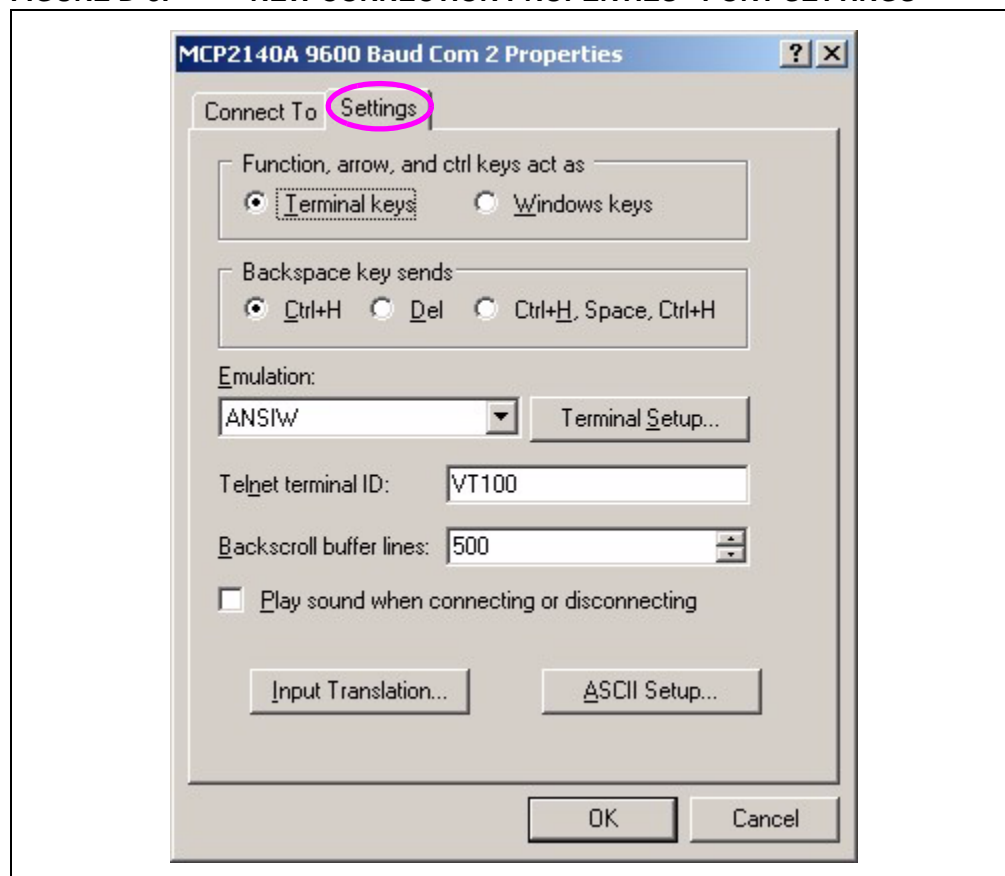 MCP2140A 9600 Baud Com 2 Properties
Connect To Settings
Function, arrow, and ctrl keys act as
Terminal keys Windows keys
Backspace key sends
Ctrl+H Del Ctrl+H, Space, Ctrl+H
Emulation:
ANSIW Terminal Setup...
Telnet terminal ID: VT100
Backscroll buffer lines: 500
Play sound when connecting or disconnecting
Input Translation... ASCII Setup...
OK Cancel